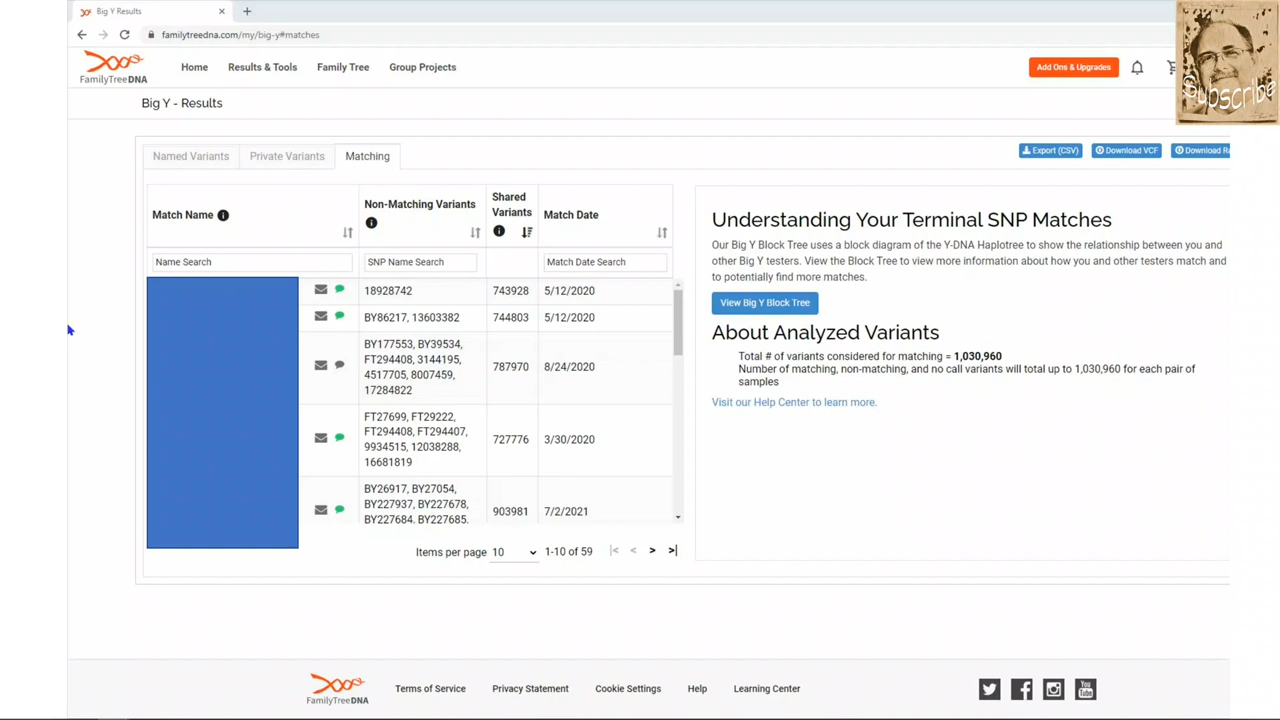 Big Y Results
familytreedna.com/my/big-y#matches
FamilyTreeDNA
Home
Results & Tools
Family Tree
Group Projects
Add Ons & Upgrades
Subscribe
Big Y - Results
Named Variants
Private Variants
Matching
Export (CSV)
Download VCF
Download Ra
Match Name
Non-Matching Variants
Shared
Variants
Match Date
Name Search
SNP Name Search
Match Date Search
18928742
743928
5/12/2020
BY86217, 13603382
744803
5/12/2020
BY177553, BY39534,
FT294408, 3144195,
4517705, 8007459,
17284822
787970
8/24/2020
FT27699, FT29222,
FT294408, FT294407,
9934515, 12038288,
16681819
727776
3/30/2020
BY26917, BY27054,
BY227937, BY227678,
BY227684, BY227685,
903981
7/2/2021
Items per page 10
1-10 of 59
Understanding Your Terminal SNP Matches
Our Big Y Block Tree uses a block diagram of the Y-DNA Haplotree to show the relationship between you and
other Big Y testers. View the Block Tree to view more information about how you and other testers match and
to potentially find more matches.
View Big Y Block Tree
About Analyzed Variants
Total # of variants considered for matching = 1,030,960
Number of matching, non-matching, and no call variants will total up to 1,030,960 for each pair of
samples
Visit our Help Center to learn more.
FamilyTreeDNA
Terms of Service
Privacy Statement
Cookie Settings
Help
Learning Center
You
Tube